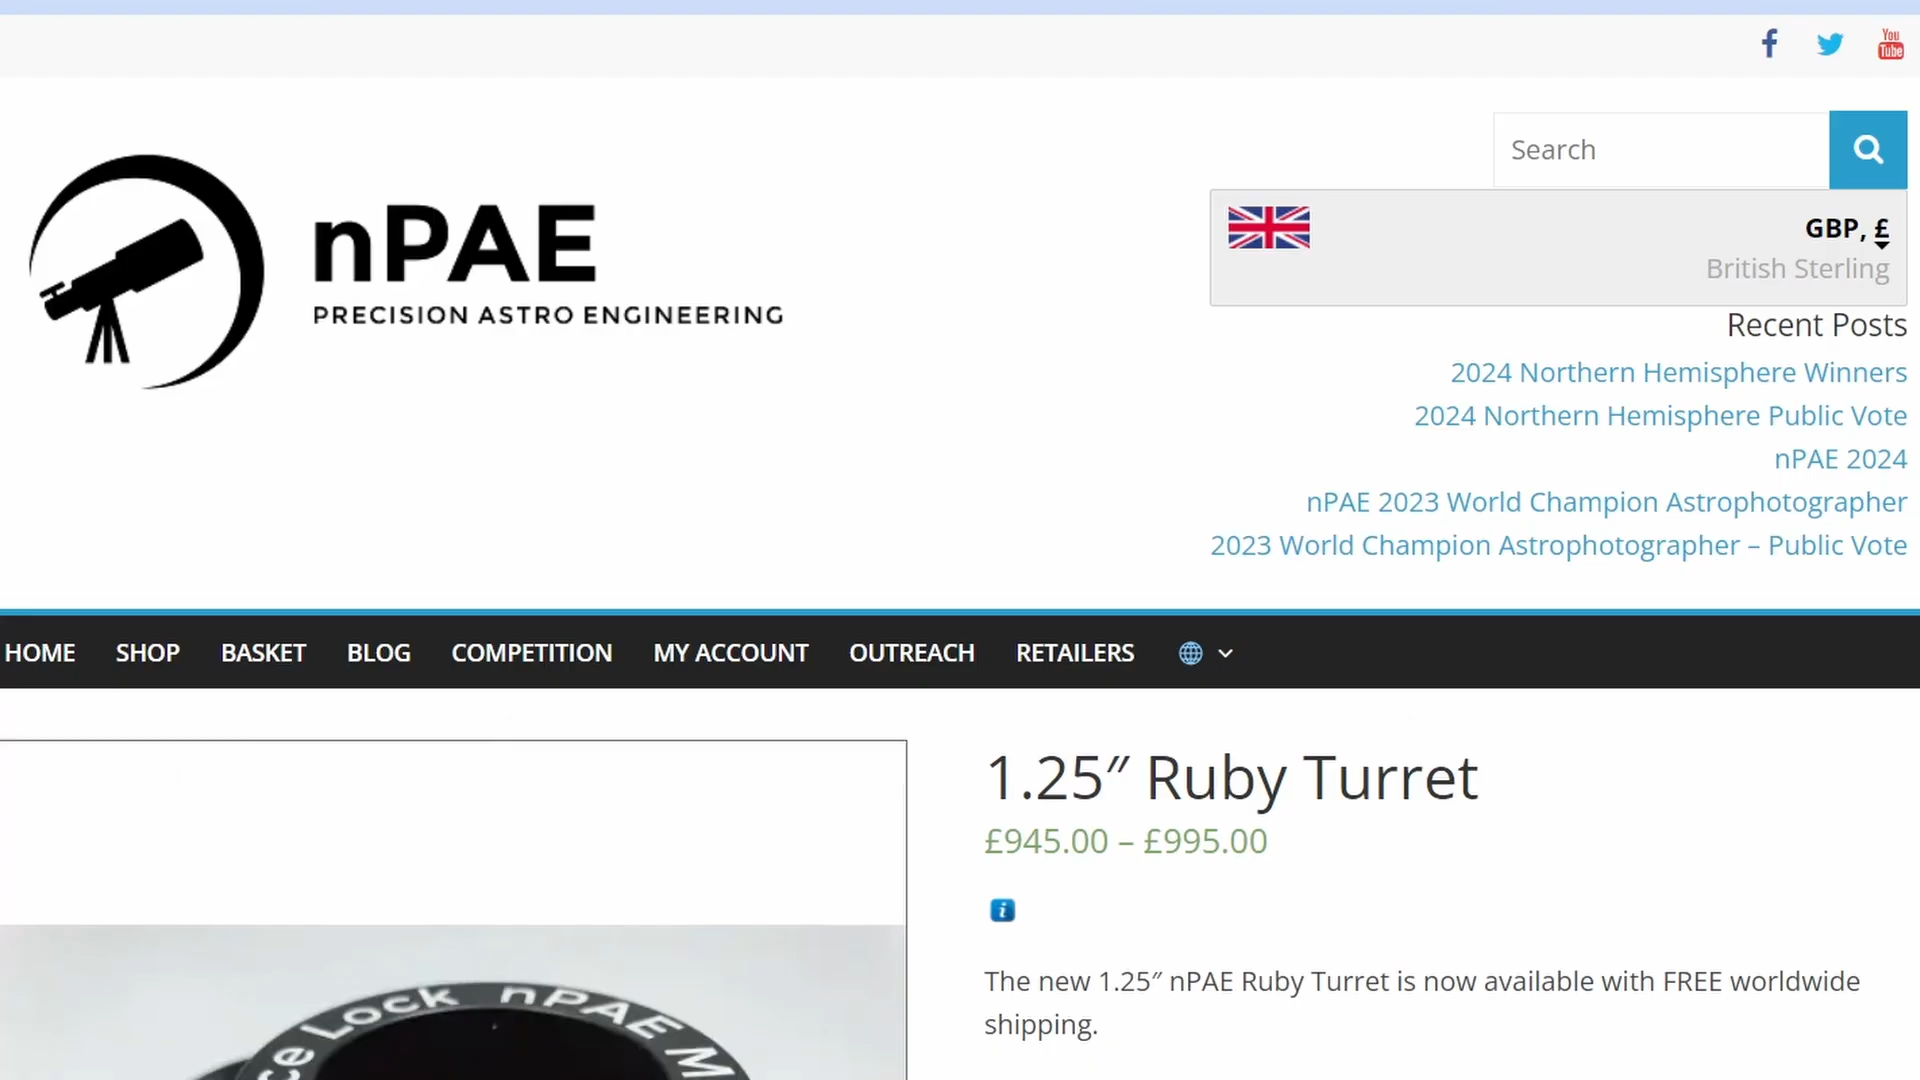 You
Tube
Search
nPAE
PRECISION ASTRO ENGINEERING
GBP, £
British Sterling
Recent Posts
2024 Northern Hemisphere Winners
2024 Northern Hemisphere Public Vote
nPAE 2024
nPAE 2023 World Champion Astrophotographer
2023 World Champion Astrophotographer – Public Vote
HOME SHOP BASKET BLOG COMPETITION MY ACCOUNT OUTREACH RETAILERS
1.25″ Ruby Turret
£945.00 – £995.00
The new 1.25″ nPAE Ruby Turret is now available with FREE worldwide
shipping.
Lock nPAE